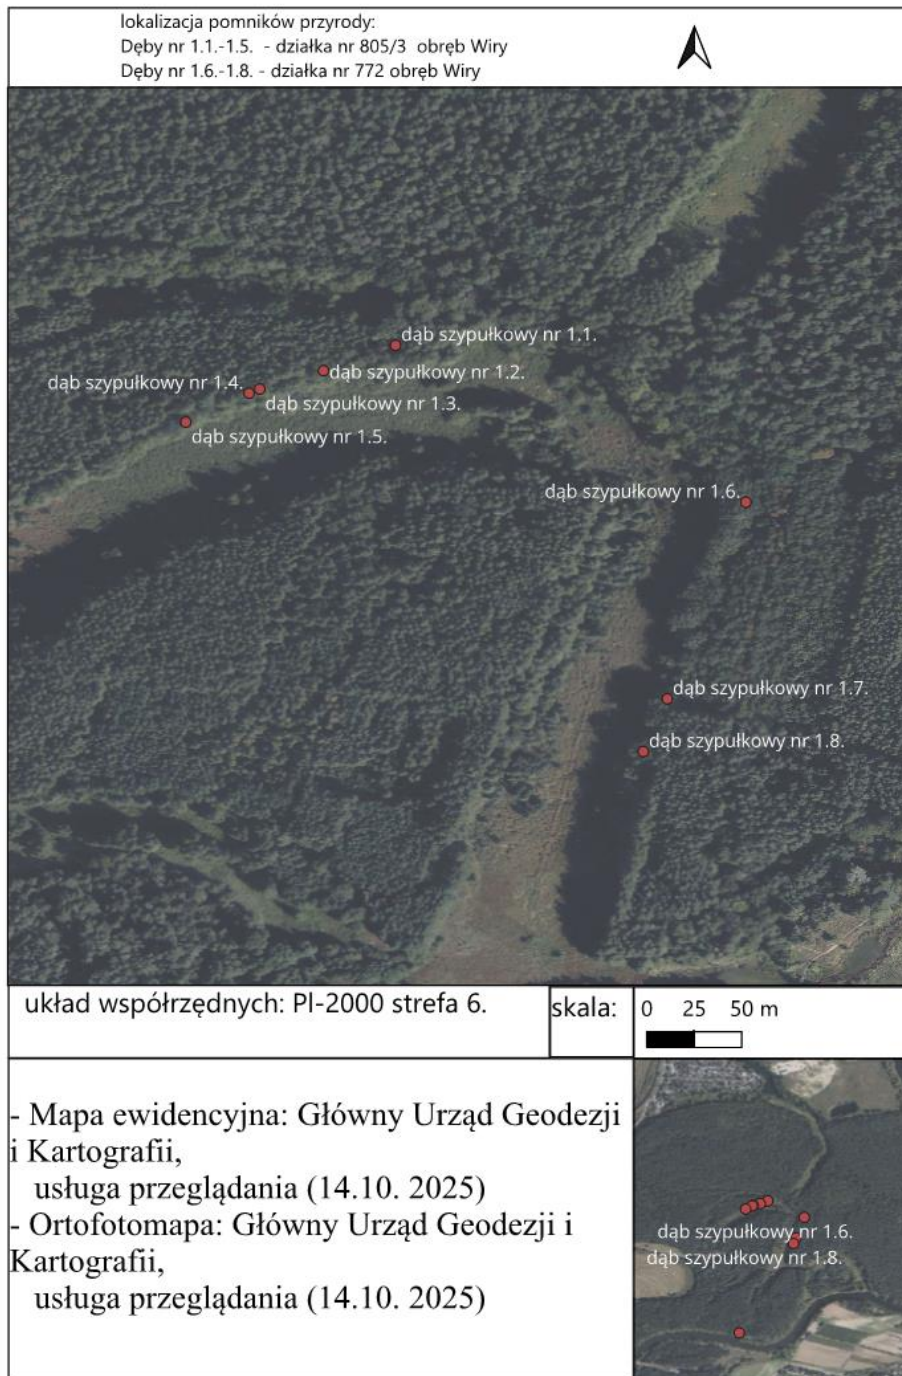 lokalizacja pomników przyrody:
Dęby nr 1.1.-1.5. - działka nr 805/3 obręb Wiry
Dęby nr 1.6.-1.8. - działka nr 772 obręb Wiry
dąb szypułkowy nr 1.1.
dąb szypułkowy nr 1.2.
dąb szypułkowy nr 1.4.
dąb szypułkowy nr 1.3.
dąb szypułkowy nr 1.5.
dąb szypułkowy nr 1.6.
dąb szypułkowy nr 1.7.
dąb szypułkowy nr 1.8.
układ współrzędnych: Pl-2000 strefa 6.
skala:
0 25 50 m
- Mapa ewidencyjna: Główny Urząd Geodezji
i Kartografii,
usługa przeglądania (14.10. 2025)
- Ortofotomapa: Główny Urząd Geodezji i
Kartografii,
usługa przeglądania (14.10. 2025)
dąb szypułkowy nr 1.6.
dąb szypułkowy nr 1.8.